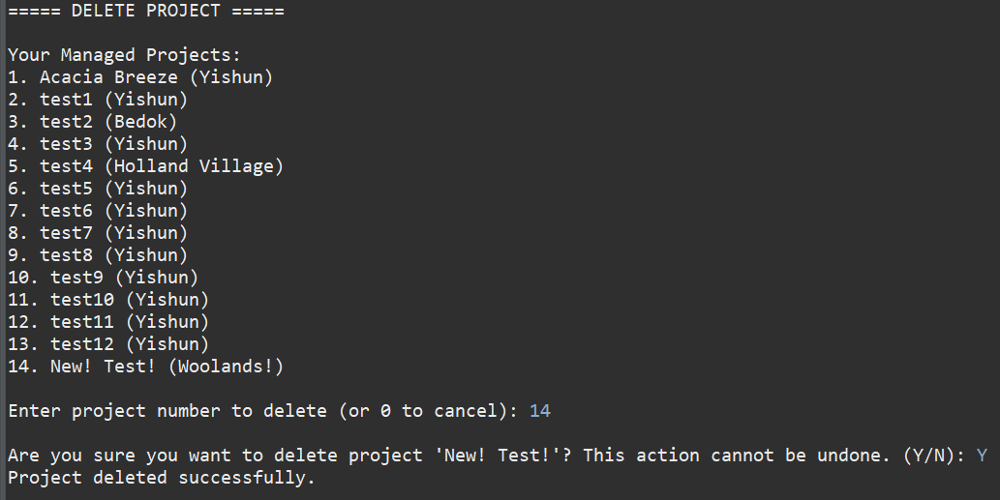 ===== DELETE PROJECT =====
Your Managed Projects:
1. Acacia Breeze (Yishun)
2. test1 (Yishun)
3. test2 (Bedok)
4. test3 (Yishun)
5. test4 (Holland Village)
6. test5 (Yishun)
7. test6 (Yishun)
8. test7 (Yishun)
9. test8 (Yishun)
10. test9 (Yishun)
11. test10 (Yishun)
12. test11 (Yishun)
13. test12 (Yishun)
14. New! Test! (Woolands!)
Enter project number to delete (or 0 to cancel): 14
Are you sure you want to delete project 'New! Test!'? This action cannot be undone. (Y/N): Y
Project deleted successfully.